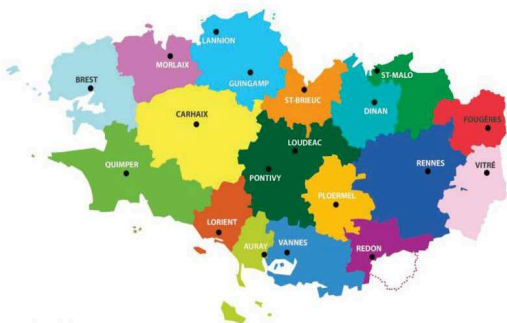 LANNION
MORLAIX
GUINGAMP
BREST
ST-MALO
ST-BRIEUC
DINAN
CARHAIX
FOUGÈRES
LOUDEAC
QUIMPER
PONTIVY
RENNES
VITRÉ
PLOERMEL
LORIENT
AURAY
VANNES
REDON